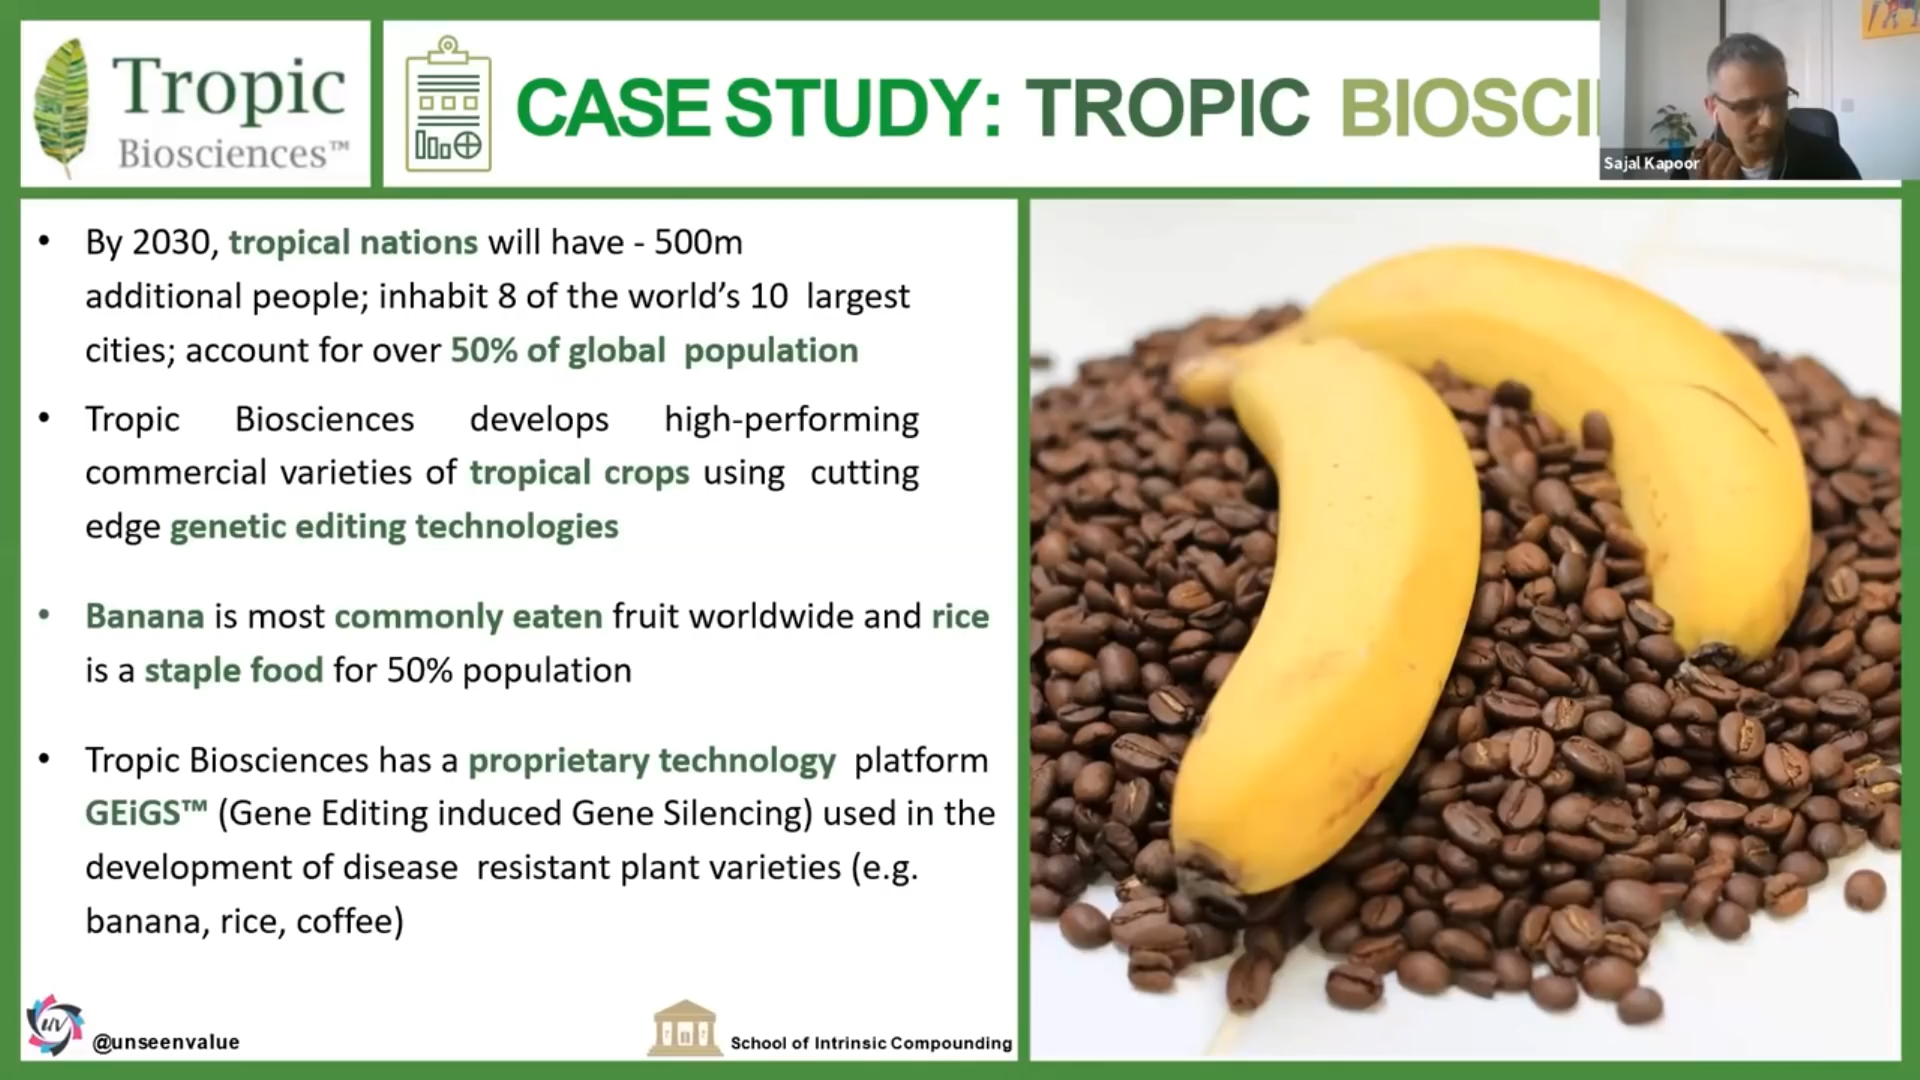 Tropic
Biosciences™
CASE STUDY: TROPIC BIOSCI
Sajal Kapoor
• By 2030, tropical nations will have - 500m
additional people; inhabit 8 of the world’s 10 largest
cities; account for over 50% of global population
• Tropic Biosciences develops high-performing
commercial varieties of tropical crops using cutting
edge genetic editing technologies
• Banana is most commonly eaten fruit worldwide and rice
is a staple food for 50% population
• Tropic Biosciences has a proprietary technology platform
GEiGS™ (Gene Editing induced Gene Silencing) used in the
development of disease resistant plant varieties (e.g.
banana, rice, coffee)
UV
@unseenvalue
School of Intrinsic Compounding